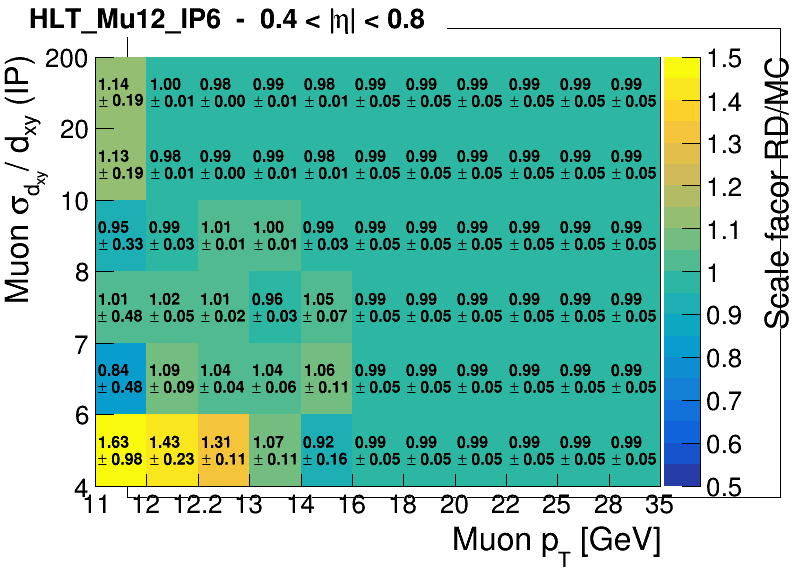 HLT_Mu12_IP6 - 0.4 < |η| < 0.8
200
1.14 1.00 0.98 0.99 0.98 0.99 0.99 0.99 0.99 0.99 0.99
± 0.19 ± 0.01 ± 0.00 ± 0.01 ± 0.01 ± 0.05 ± 0.05 ± 0.05 ± 0.05 ± 0.05 ± 0.05
20
1.13 0.98 0.99 0.99 0.98 0.99 0.99 0.99 0.99 0.99 0.99
± 0.19 ± 0.01 ± 0.00 ± 0.01 ± 0.01 ± 0.05 ± 0.05 ± 0.05 ± 0.05 ± 0.05 ± 0.05
10
0.95 0.99 1.01 1.00 0.99 0.99 0.99 0.99 0.99 0.99 0.99
± 0.33 ± 0.03 ± 0.01 ± 0.01 ± 0.03 ± 0.05 ± 0.05 ± 0.05 ± 0.05 ± 0.05 ± 0.05
8
1.01 1.02 1.01 0.96 1.05 0.99 0.99 0.99 0.99 0.99 0.99
± 0.48 ± 0.05 ± 0.02 ± 0.03 ± 0.07 ± 0.05 ± 0.05 ± 0.05 ± 0.05 ± 0.05 ± 0.05
7
0.84 1.09 1.04 1.04 1.06 0.99 0.99 0.99 0.99 0.99 0.99
± 0.48 ± 0.09 ± 0.04 ± 0.06 ± 0.11 ± 0.05 ± 0.05 ± 0.05 ± 0.05 ± 0.05 ± 0.05
6
1.63 1.43 1.31 1.07 0.92 0.99 0.99 0.99 0.99 0.99 0.99
± 0.98 ± 0.23 ± 0.11 ± 0.11 ± 0.16 ± 0.05 ± 0.05 ± 0.05 ± 0.05 ± 0.05 ± 0.05
4
11 12 12.2 13 14 16 18 20 22 25 28 35
Muon p_T [GeV]
Muon σ_d_xy / d_xy (IP)
1.5
1.4
1.3
1.2
1.1
1
0.9
0.8
0.7
0.6
0.5
Scale facor RD/MC